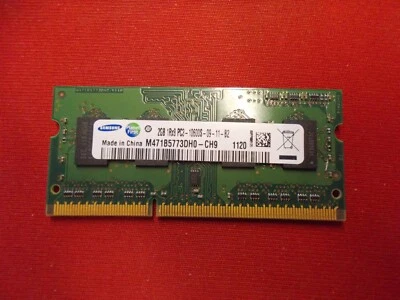 SAMSUNG
2GB 1Rx8 PC3-10600S-09-11-B2
Made in China M471B5773DH0-CH9 1120